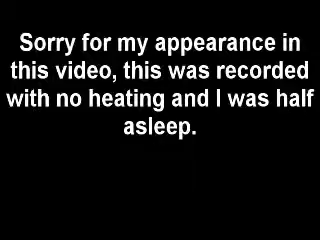 Sorry for my appearance in
this video, this was recorded
with no heating and I was half
asleep.